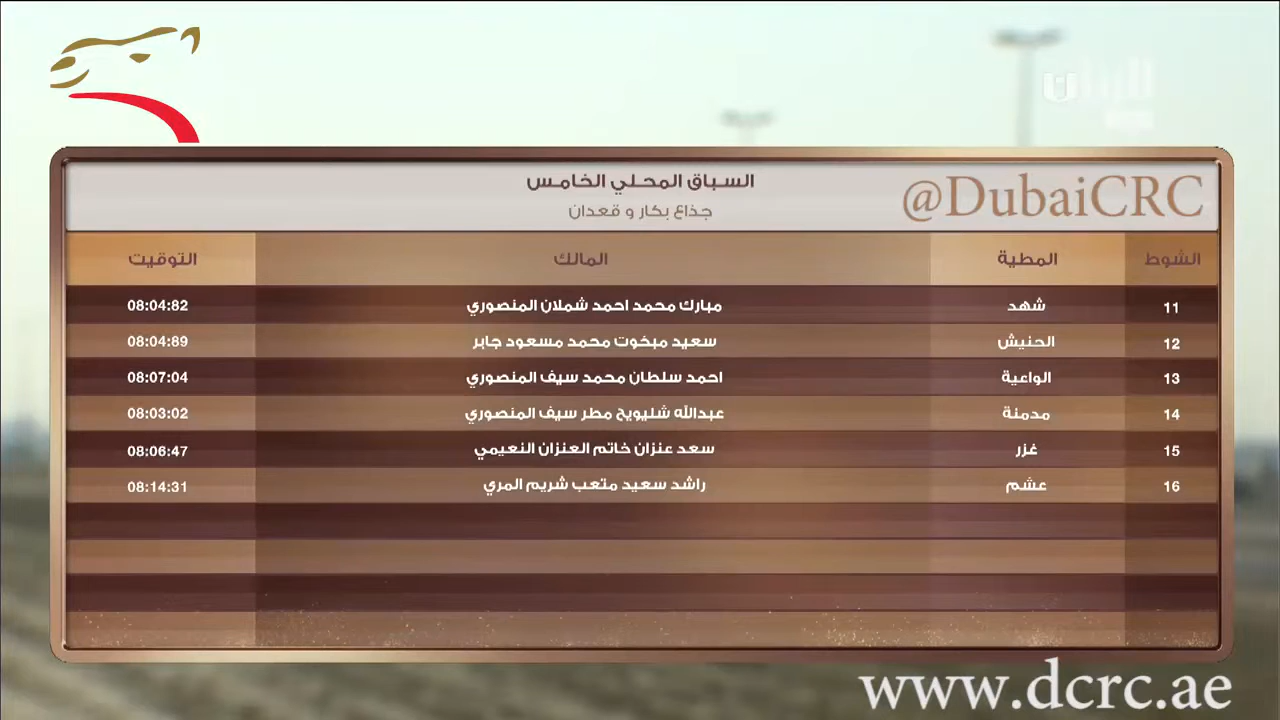 السباق المحلي الخامس
@DubaiCRC
جذاع بكار و قعدان
الشوط المطية المالك التوقيت
11 شهد مبارك محمد احمد شملان المنصوري 08:04:82
12 الحنيش سعيد مبخوت محمد مسعود جابر 08:04:89
13 الواعية احمد سلطان محمد سيف المنصوري 08:07:04
14 مدمنة عبدالله شليويح مطر سيف المنصوري 08:03:02
15 غزر سعد عنزان خاتم العنزان النعيمي 08:06:47
16 عشم راشد سعيد متعب شريم المري 08:14:31
www.dcrc.ae